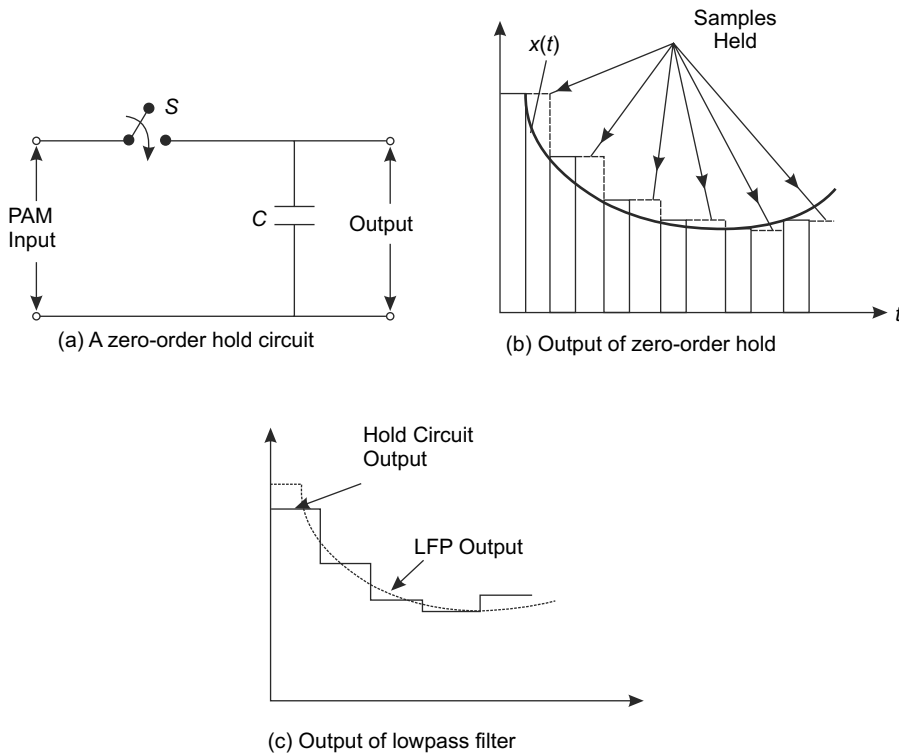 S
PAM
Input
C
Output
(a) A zero-order hold circuit
Samples
Held
x(t)
t
(b) Output of zero-order hold
Hold Circuit
Output
LFP Output
(c) Output of lowpass filter